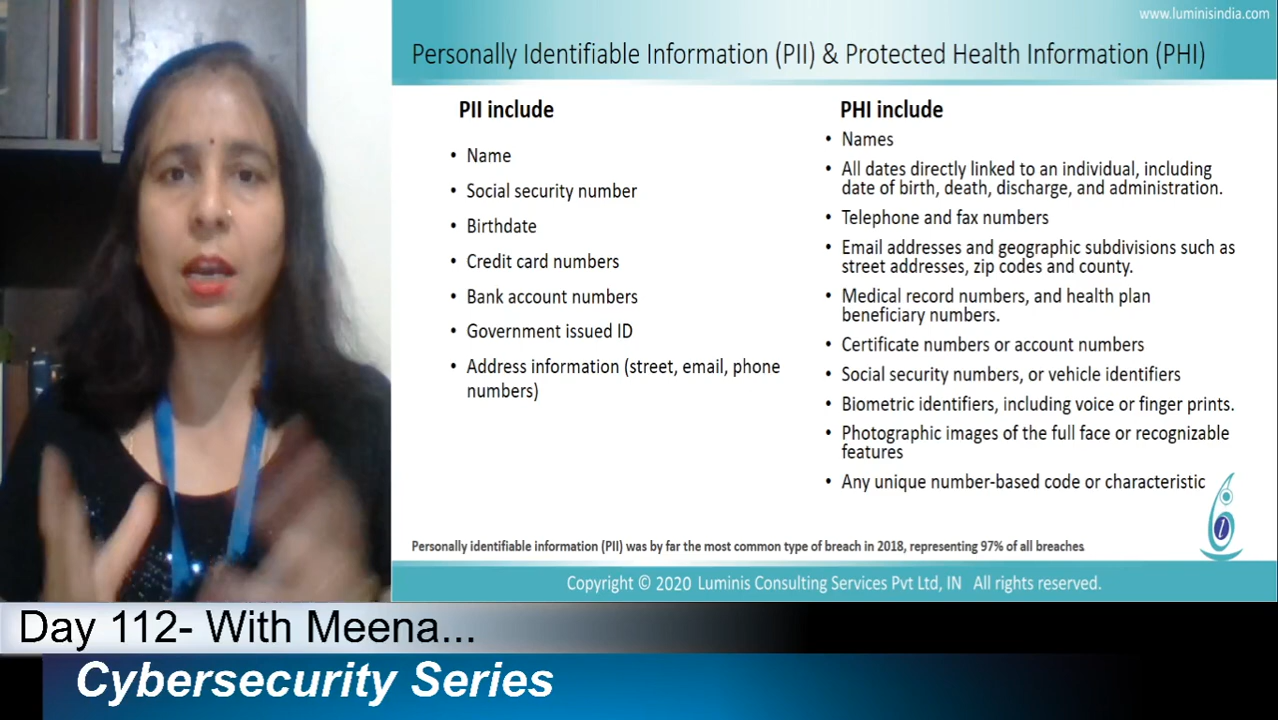 www.luminisindia.com
Personally Identifiable Information (PII) & Protected Health Information (PHI)
PII include
• Name
• Social security number
• Birthdate
• Credit card numbers
• Bank account numbers
• Government issued ID
• Address information (street, email, phone
numbers)
PHI include
• Names
• All dates directly linked to an individual, including
date of birth, death, discharge, and administration.
• Telephone and fax numbers
• Email addresses and geographic subdivisions such as
street addresses, zip codes and county.
• Medical record numbers, and health plan
beneficiary numbers.
• Certificate numbers or account numbers
• Social security numbers, or vehicle identifiers
• Biometric identifiers, including voice or finger prints.
• Photographic images of the full face or recognizable
features
• Any unique number-based code or characteristic
Personally identifiable information (PII) was by far the most common type of breach in 2018, representing 97% of all breaches
Copyright © 2020 Luminis Consulting Services Pvt Ltd, IN All rights reserved.
Day 112- With Meena...
Cybersecurity Series